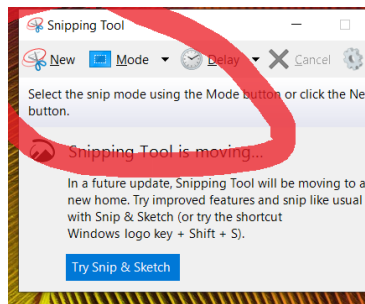 Snipping Tool
New Mode Delay Cancel
Select the snip mode using the Mode button or click the Ne
button.
Snipping Tool is moving...
In a future update, Snipping Tool will be moving to a
new home. Try improved features and snip like usual
with Snip & Sketch (or try the shortcut
Windows logo key + Shift + S).
Try Snip & Sketch